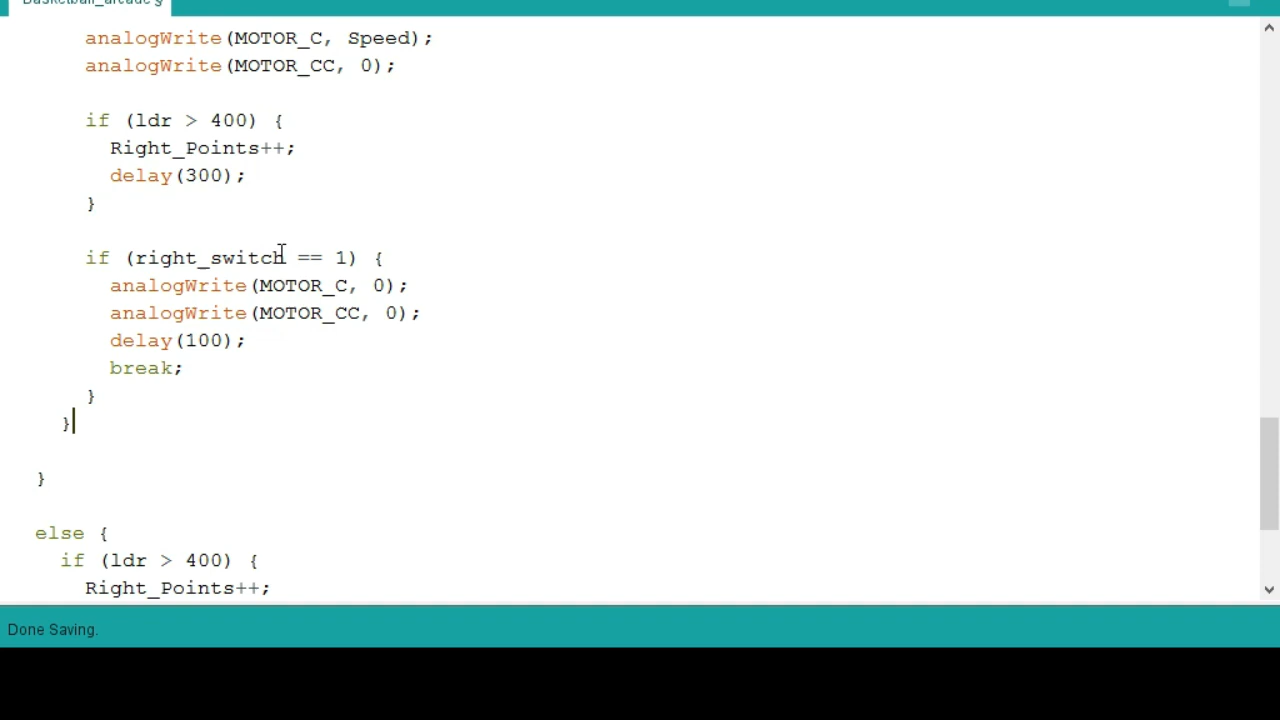 Basketball_arcade §
analogWrite(MOTOR_C, Speed);
analogWrite(MOTOR_CC, 0);
if (ldr > 400) {
Right_Points++;
delay(300);
}
if (right_switch == 1) {
analogWrite(MOTOR_C, 0);
analogWrite(MOTOR_CC, 0);
delay(100);
break;
}
}
}
else {
if (ldr > 400) {
Right_Points++;
Done Saving.